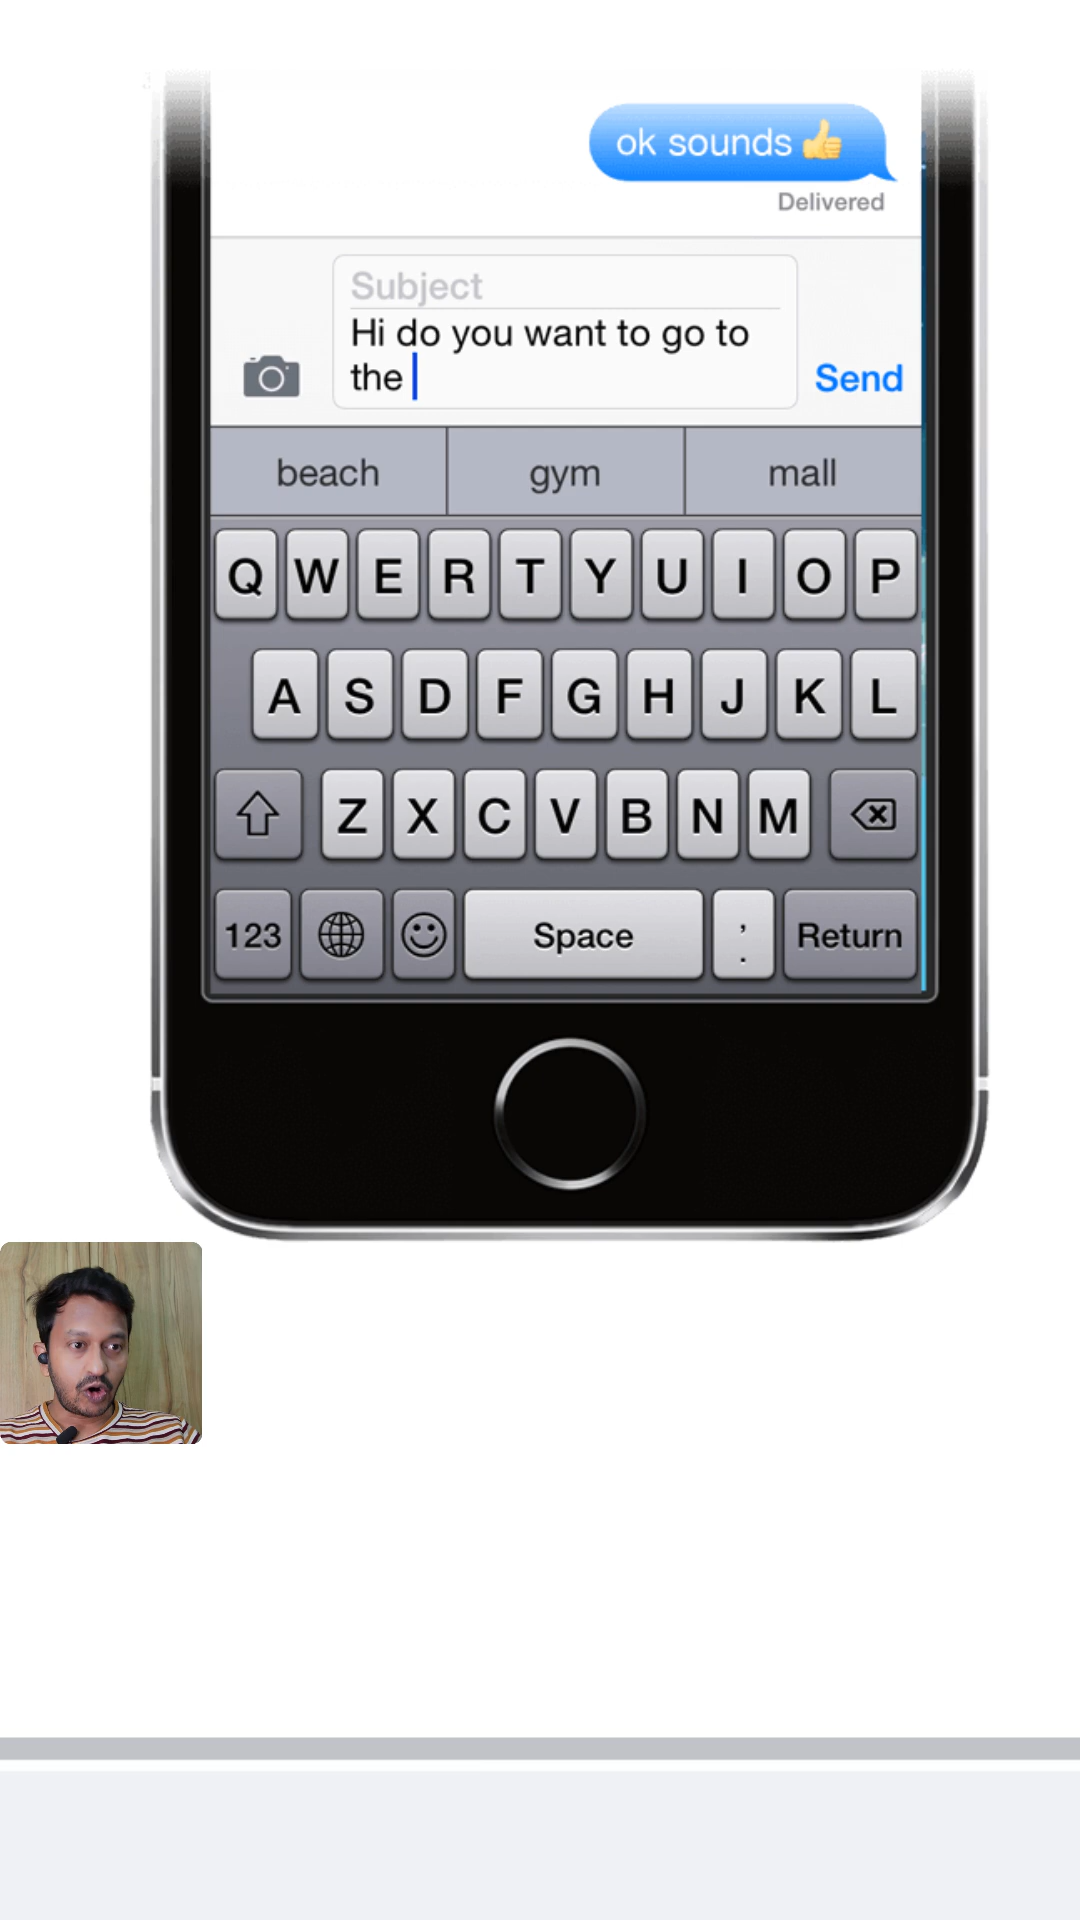 ok sounds 👍
Delivered
Subject
Hi do you want to go to
the
Send
beach gym mall
Q W E R T Y U I O P
A S D F G H J K L
Z X C V B N M
123 Space , . Return